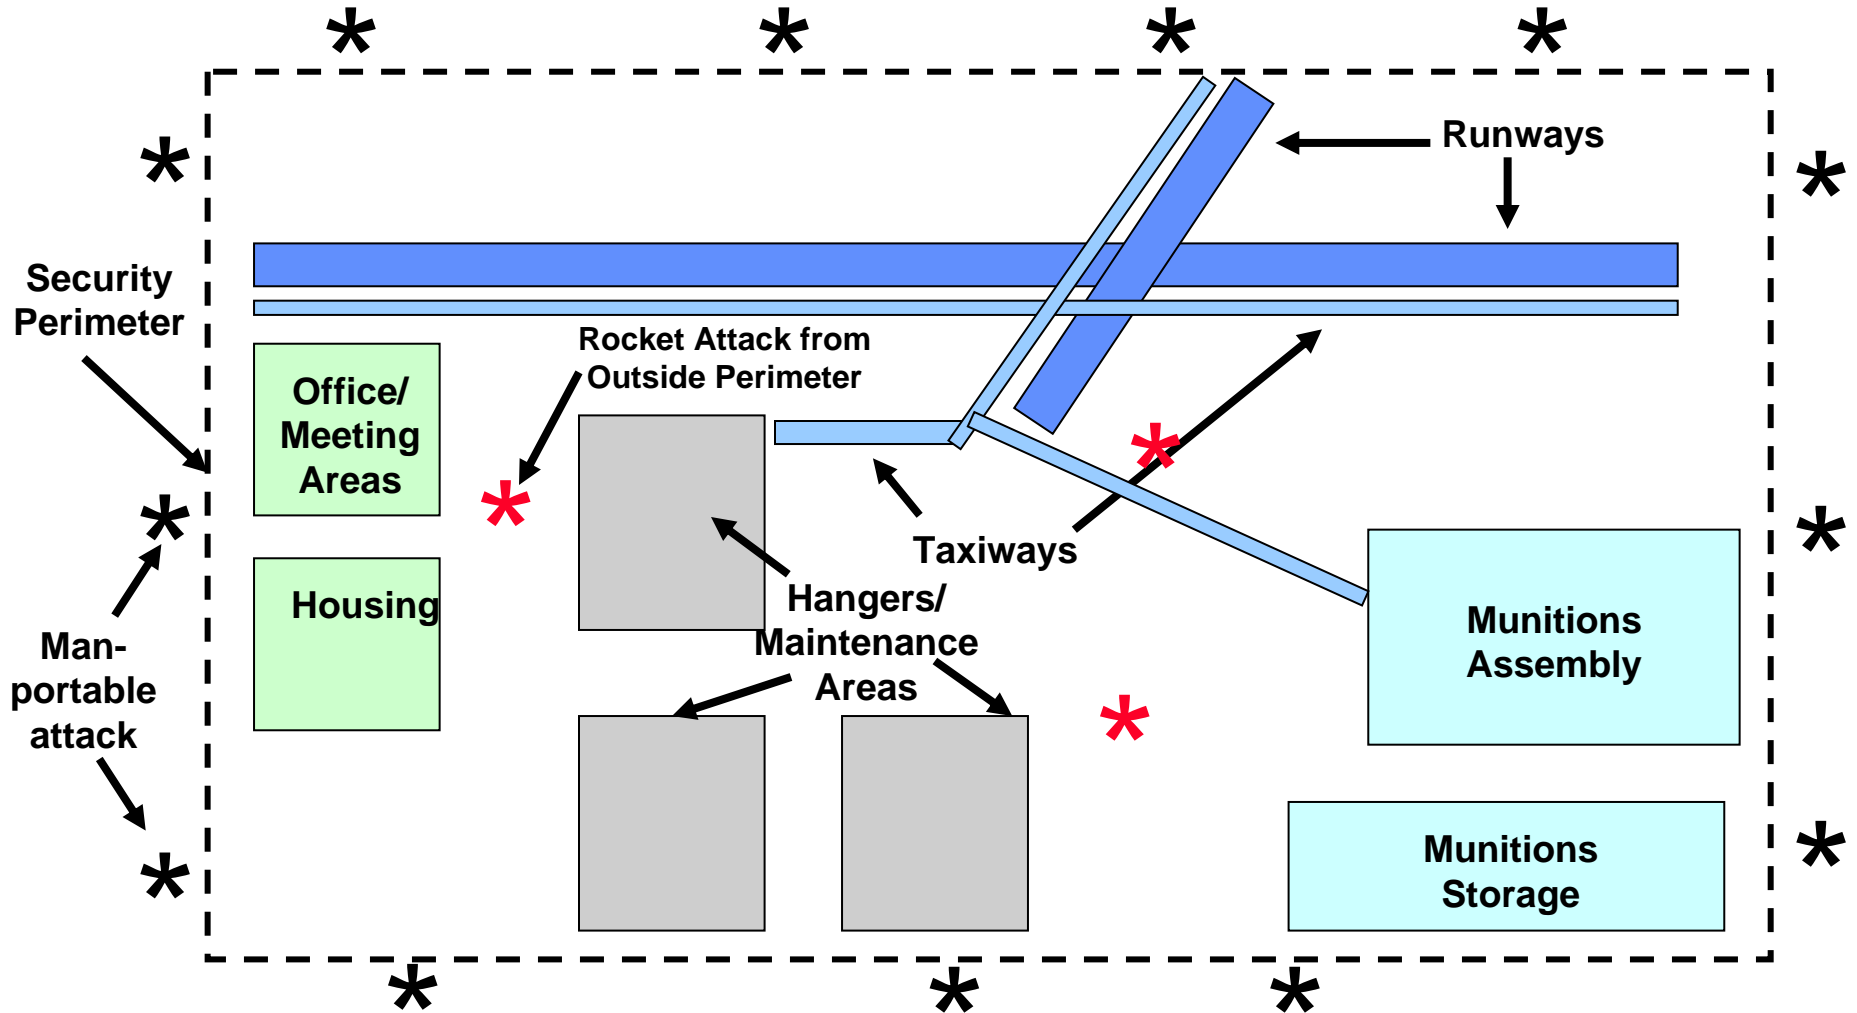 Runways
Security
Perimeter
Rocket Attack from
Outside Perimeter
Office/
Meeting
Areas
Taxiways
Housing
Hangers/
Maintenance
Areas
Munitions
Assembly
Man-
portable
attack
Munitions
Storage